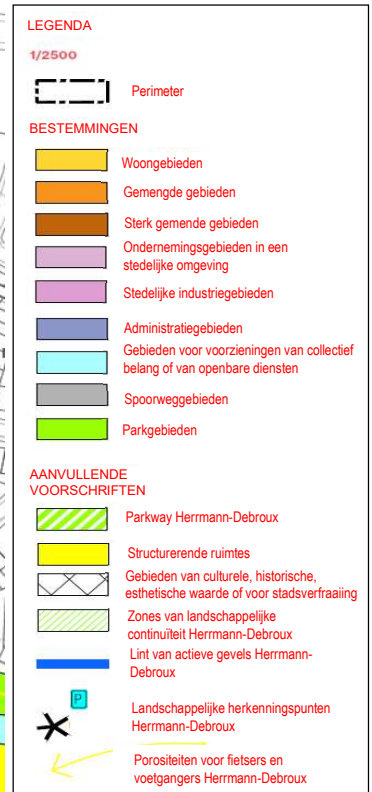 LEGENDA
1/2500
Perimeter
BESTEMMINGEN
Woongebieden
Gemengde gebieden
Sterk gemende gebieden
Ondernemingsgebieden in een
stedelijke omgeving
Stedelijke industriegebieden
Administratiegebieden
Gebieden voor voorzieningen van collectief
belang of van openbare diensten
Spoorweggebieden
Parkgebieden
AANVULLENDE
VOORSCHRIFTEN
Parkway Herrmann-Debroux
Structurerende ruimtes
Gebieden van culturele, historische,
esthetische waarde of voor stadsverfraaiing
Zones van landschappelijke
continuïteit Herrmann-Debroux
Lint van actieve gevels Herrmann-
Debroux
P
Landschappelijke herkenningspunten
Herrmann-Debroux
Porositeiten voor fietsers en
voetgangers Herrmann-Debroux